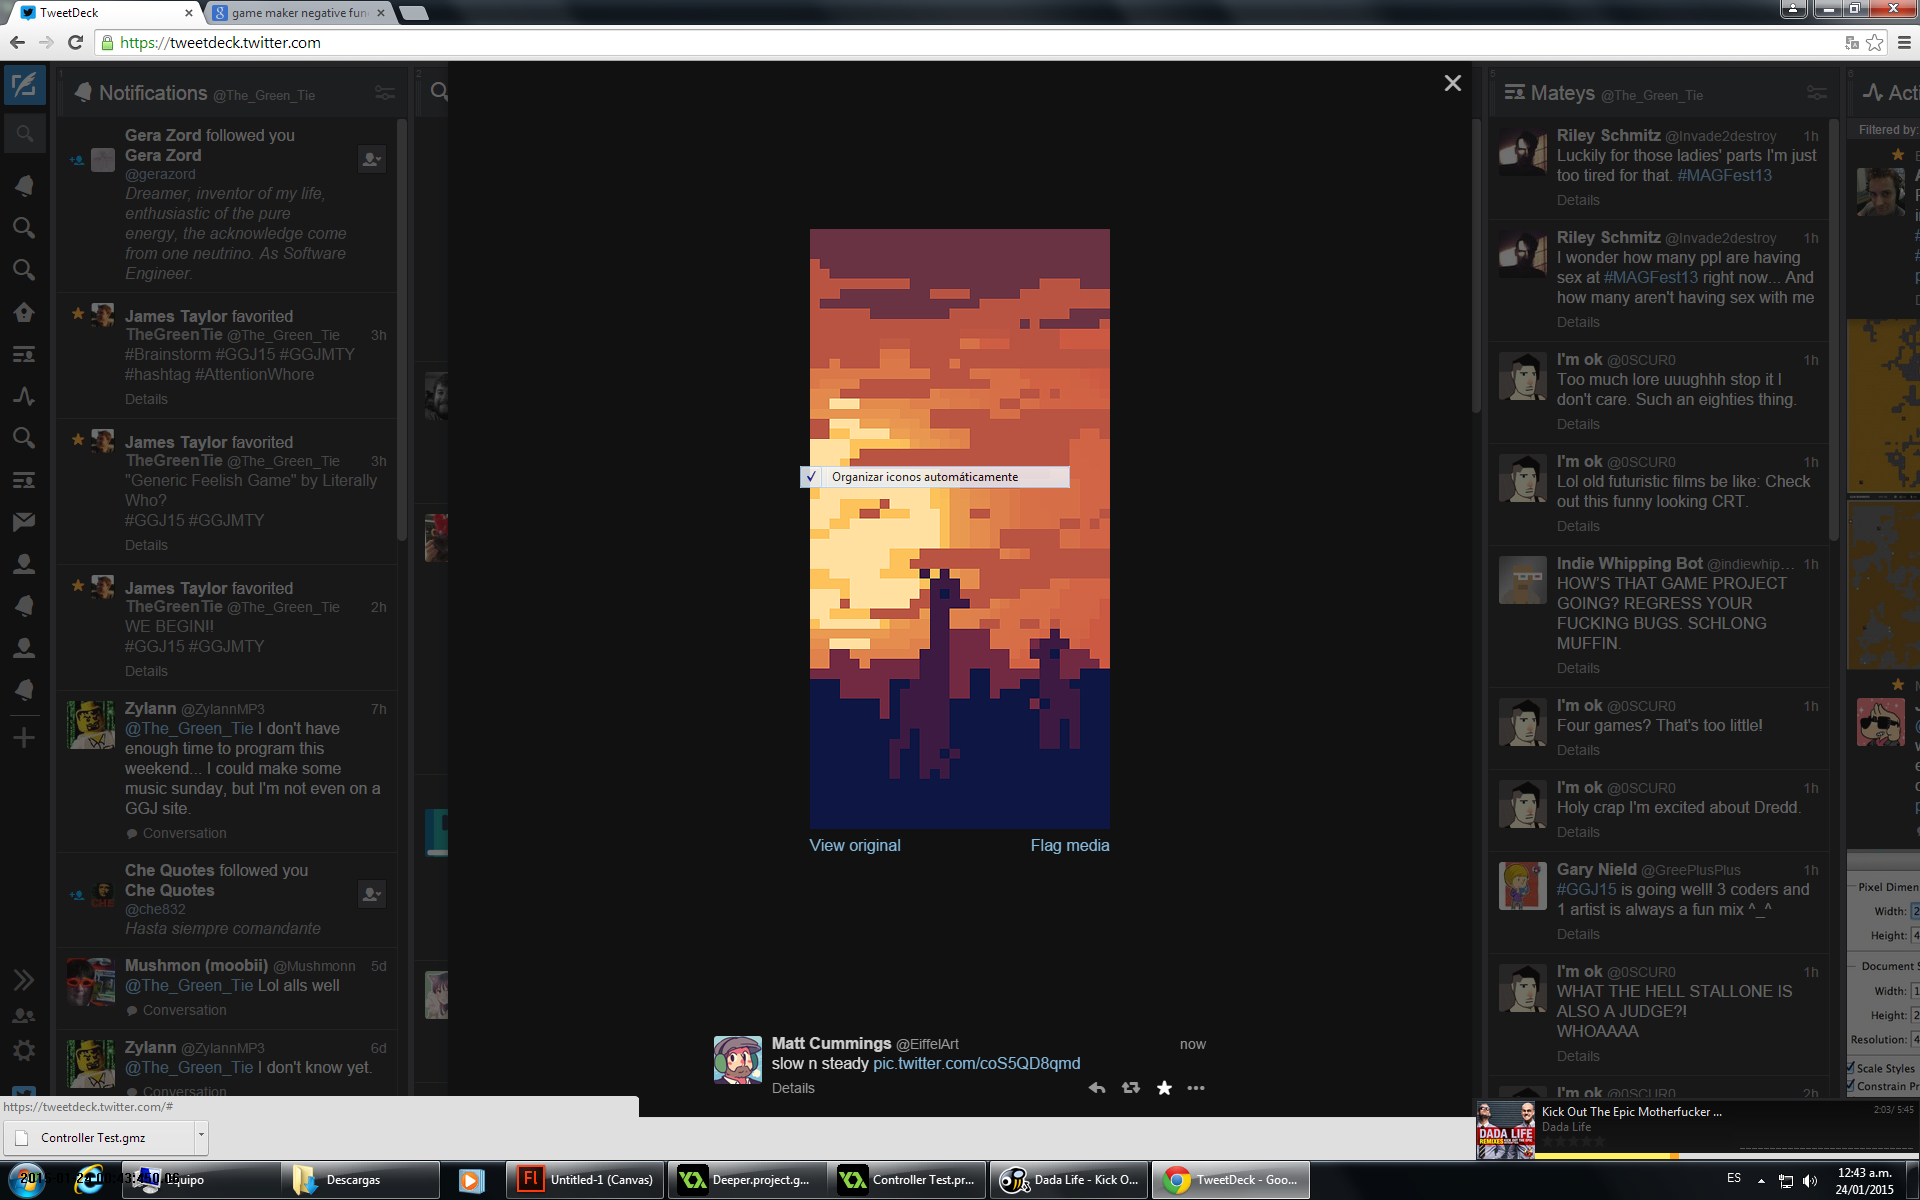 TweetDeck
game maker negative fun
https://tweetdeck.twitter.com
1
Notifications @The_Green_Tie
Gera Zord followed you
Gera Zord
@gerazord
Dreamer, inventor of my life,
enthusiastic of the pure
energy, the acknowledge come
from one neutrino. As Software
Engineer.
James Taylor favorited
TheGreenTie @The_Green_Tie 3h
#Brainstorm #GGJ15 #GGJMTY
#hashtag #AttentionWhore
Details
James Taylor favorited
TheGreenTie @The_Green_Tie 3h
"Generic Feelish Game" by Literally
Who?
#GGJ15 #GGJMTY
Details
James Taylor favorited
TheGreenTie @The_Green_Tie 2h
WE BEGIN!!
#GGJ15 #GGJMTY
Details
Zylann @ZylannMP3 7h
@The_Green_Tie I don't have
enough time to program this
weekend... I could make some
music sunday, but I'm not even on a
GGJ site.
Conversation
Che Quotes followed you
Che Quotes
@che832
Hasta siempre comandante
Mushmon (moobii) @Mushmonn 5d
@The_Green_Tie Lol alls well
Conversation
Zylann @ZylannMP3 6d
@The_Green_Tie I don't know yet.
Conversation
2
Organizar iconos automáticamente
View original Flag media
Matt Cummings @EiffelArt now
slow n steady pic.twitter.com/coS5QD8qmd
Details
5
Mateys @The_Green_Tie
Riley Schmitz @Invade2destroy 1h
Luckily for those ladies' parts I'm just
too tired for that. #MAGFest13
Details
Riley Schmitz @Invade2destroy 1h
I wonder how many ppl are having
sex at #MAGFest13 right now... And
how many aren't having sex with me
Details
I'm ok @0SCUR0 1h
Too much lore uuughhh stop it I
don't care. Such an eighties thing.
Details
I'm ok @0SCUR0 1h
Lol old futuristic films be like: Check
out this funny looking CRT.
Details
Indie Whipping Bot @indiewhip... 1h
HOW'S THAT GAME PROJECT
GOING? REGRESS YOUR
FUCKING BUGS. SCHLONG
MUFFIN.
Details
I'm ok @0SCUR0 1h
Four games? That's too little!
Details
I'm ok @0SCUR0 1h
Holy crap I'm excited about Dredd.
Details
Gary Nield @GreePlusPlus 1h
#GGJ15 is going well! 3 coders and
1 artist is always a fun mix ^_^
Details
I'm ok @0SCUR0 1h
WHAT THE HELL STALLONE IS
ALSO A JUDGE?!
WHOAAAA
Details
I'm ok @0SCUR0 2h
6
Acti
Filtered by:
Pixel Dimen
Width: 2
Height: 4
Document S
Width: 1
Height: 2
Resolution: 4
Scale Styles
Constrain Pr
https://tweetdeck.twitter.com/#
Controller Test.gmz
DADA LIFE
Kick Out The Epic Motherfucker ...
Dada Life
2:03/ 5:45
Equipo
Descargas
Untitled-1 (Canvas)
Deeper.project.g...
Controller Test.pr...
Dada Life - Kick O...
TweetDeck - Goo...
ES
12:43 a.m.
24/01/2015